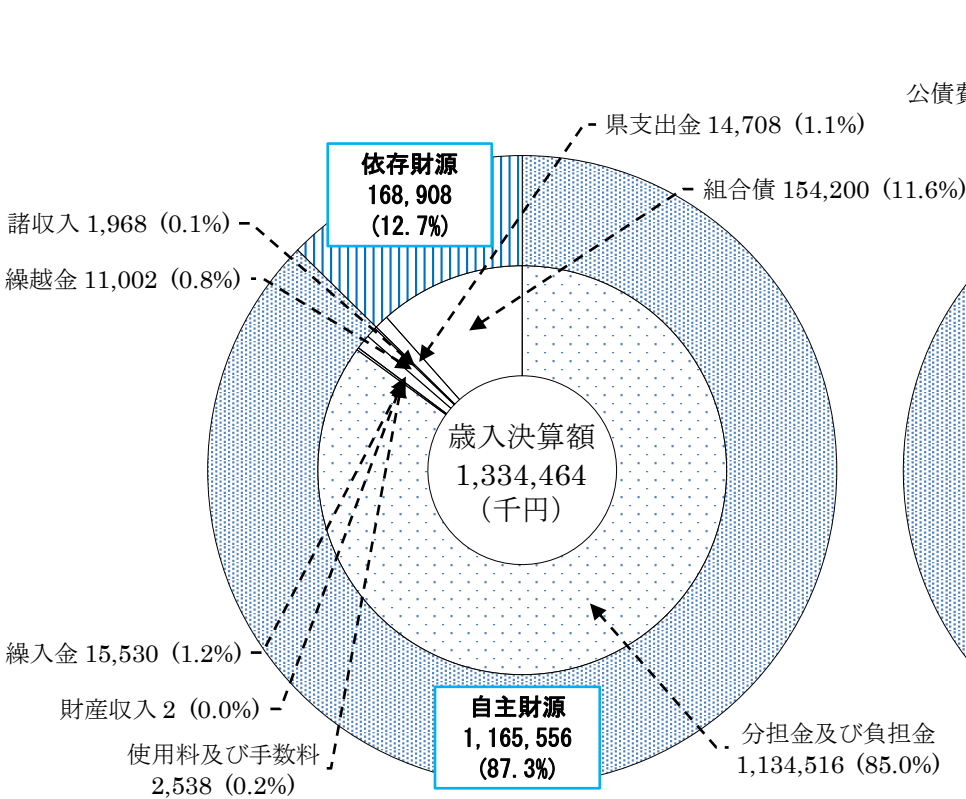 公債費
県支出金 14,708 (1.1%)
依存財源
168,908
(12.7%)
組合債 154,200 (11.6%)
諸収入 1,968 (0.1%)
繰越金 11,002 (0.8%)
歳入決算額
1,334,464
(千円)
繰入金 15,530 (1.2%)
財産収入 2 (0.0%)
使用料及び手数料
2,538 (0.2%)
自主財源
1,165,556
(87.3%)
分担金及び負担金
1,134,516 (85.0%)